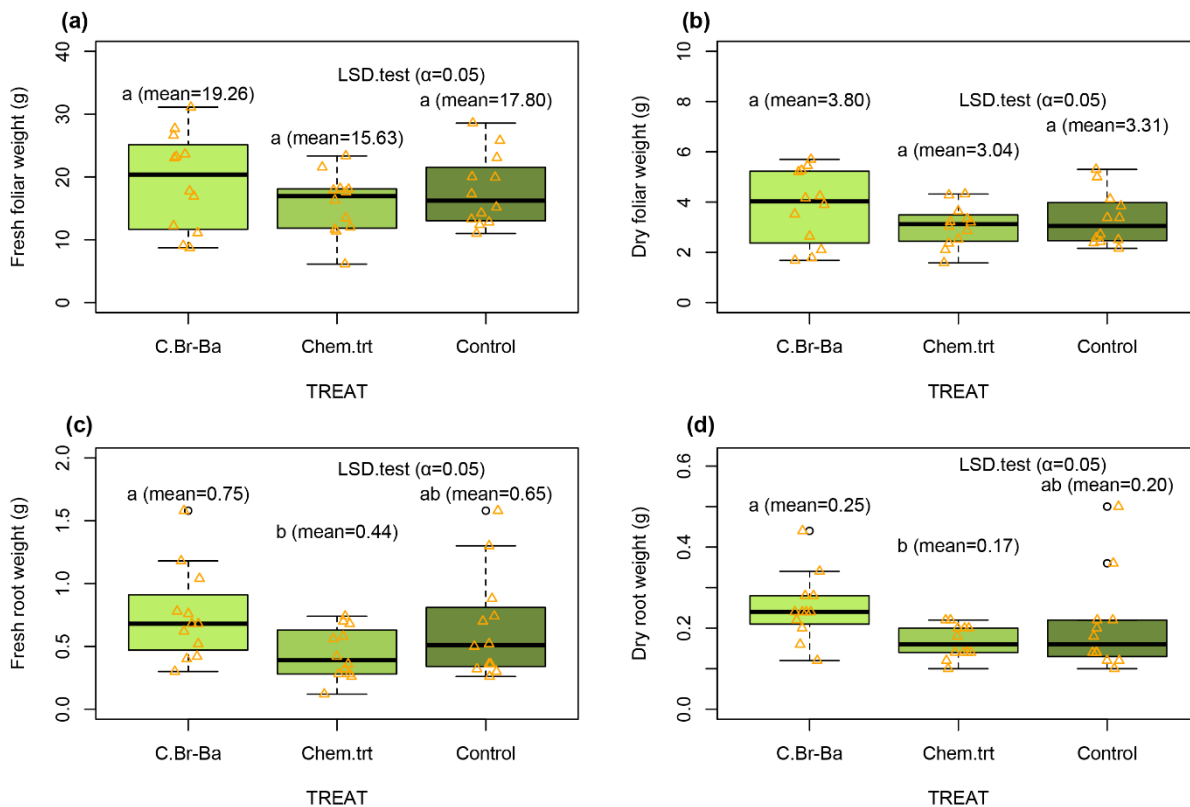 (a)
Fresh foliar weight (g)
40
30
20
10
0
LSD.test (α=0.05)
a (mean=19.26)
a (mean=15.63)
a (mean=17.80)
C.Br-Ba
Chem.trt
Control
TREAT
(b)
Dry foliar weight (g)
10
8
6
4
2
0
a (mean=3.80)
LSD.test (α=0.05)
a (mean=3.04)
a (mean=3.31)
C.Br-Ba
Chem.trt
Control
TREAT
(c)
Fresh root weight (g)
2.0
1.5
1.0
0.5
0.0
LSD.test (α=0.05)
a (mean=0.75)
b (mean=0.44)
ab (mean=0.65)
C.Br-Ba
Chem.trt
Control
TREAT
(d)
Dry root weight (g)
0.6
0.4
0.2
0.0
LSD.test (α=0.05)
a (mean=0.25)
b (mean=0.17)
ab (mean=0.20)
C.Br-Ba
Chem.trt
Control
TREAT